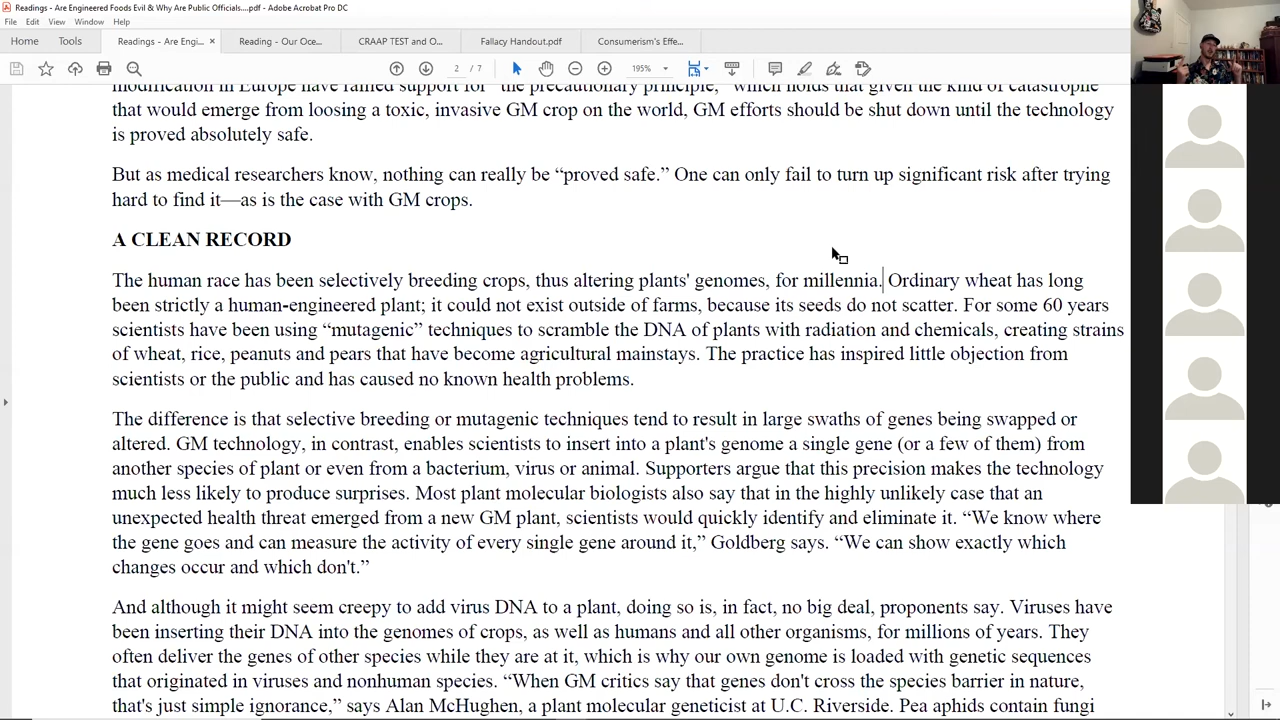 Readings - Are Engineered Foods Evil & Why Are Public Officials....pdf - Adobe Acrobat Pro DC
File Edit View Window Help
Home Tools Readings - Are Engi... × Reading - Our Oce... CRAAP TEST and O... Fallacy Handout.pdf Consumerism's Effe...
2 / 7 195%
modification in Europe have rallied support for “the precautionary principle,” which holds that given the kind of catastrophe
that would emerge from loosing a toxic, invasive GM crop on the world, GM efforts should be shut down until the technology
is proved absolutely safe.
But as medical researchers know, nothing can really be “proved safe.” One can only fail to turn up significant risk after trying
hard to find it—as is the case with GM crops.
A CLEAN RECORD
The human race has been selectively breeding crops, thus altering plants' genomes, for millennia. Ordinary wheat has long
been strictly a human-engineered plant; it could not exist outside of farms, because its seeds do not scatter. For some 60 years
scientists have been using “mutagenic” techniques to scramble the DNA of plants with radiation and chemicals, creating strains
of wheat, rice, peanuts and pears that have become agricultural mainstays. The practice has inspired little objection from
scientists or the public and has caused no known health problems.
The difference is that selective breeding or mutagenic techniques tend to result in large swaths of genes being swapped or
altered. GM technology, in contrast, enables scientists to insert into a plant's genome a single gene (or a few of them) from
another species of plant or even from a bacterium, virus or animal. Supporters argue that this precision makes the technology
much less likely to produce surprises. Most plant molecular biologists also say that in the highly unlikely case that an
unexpected health threat emerged from a new GM plant, scientists would quickly identify and eliminate it. “We know where
the gene goes and can measure the activity of every single gene around it,” Goldberg says. “We can show exactly which
changes occur and which don't.”
And although it might seem creepy to add virus DNA to a plant, doing so is, in fact, no big deal, proponents say. Viruses have
been inserting their DNA into the genomes of crops, as well as humans and all other organisms, for millions of years. They
often deliver the genes of other species while they are at it, which is why our own genome is loaded with genetic sequences
that originated in viruses and nonhuman species. “When GM critics say that genes don't cross the species barrier in nature,
that's just simple ignorance,” says Alan McHughen, a plant molecular geneticist at U.C. Riverside. Pea aphids contain fungi